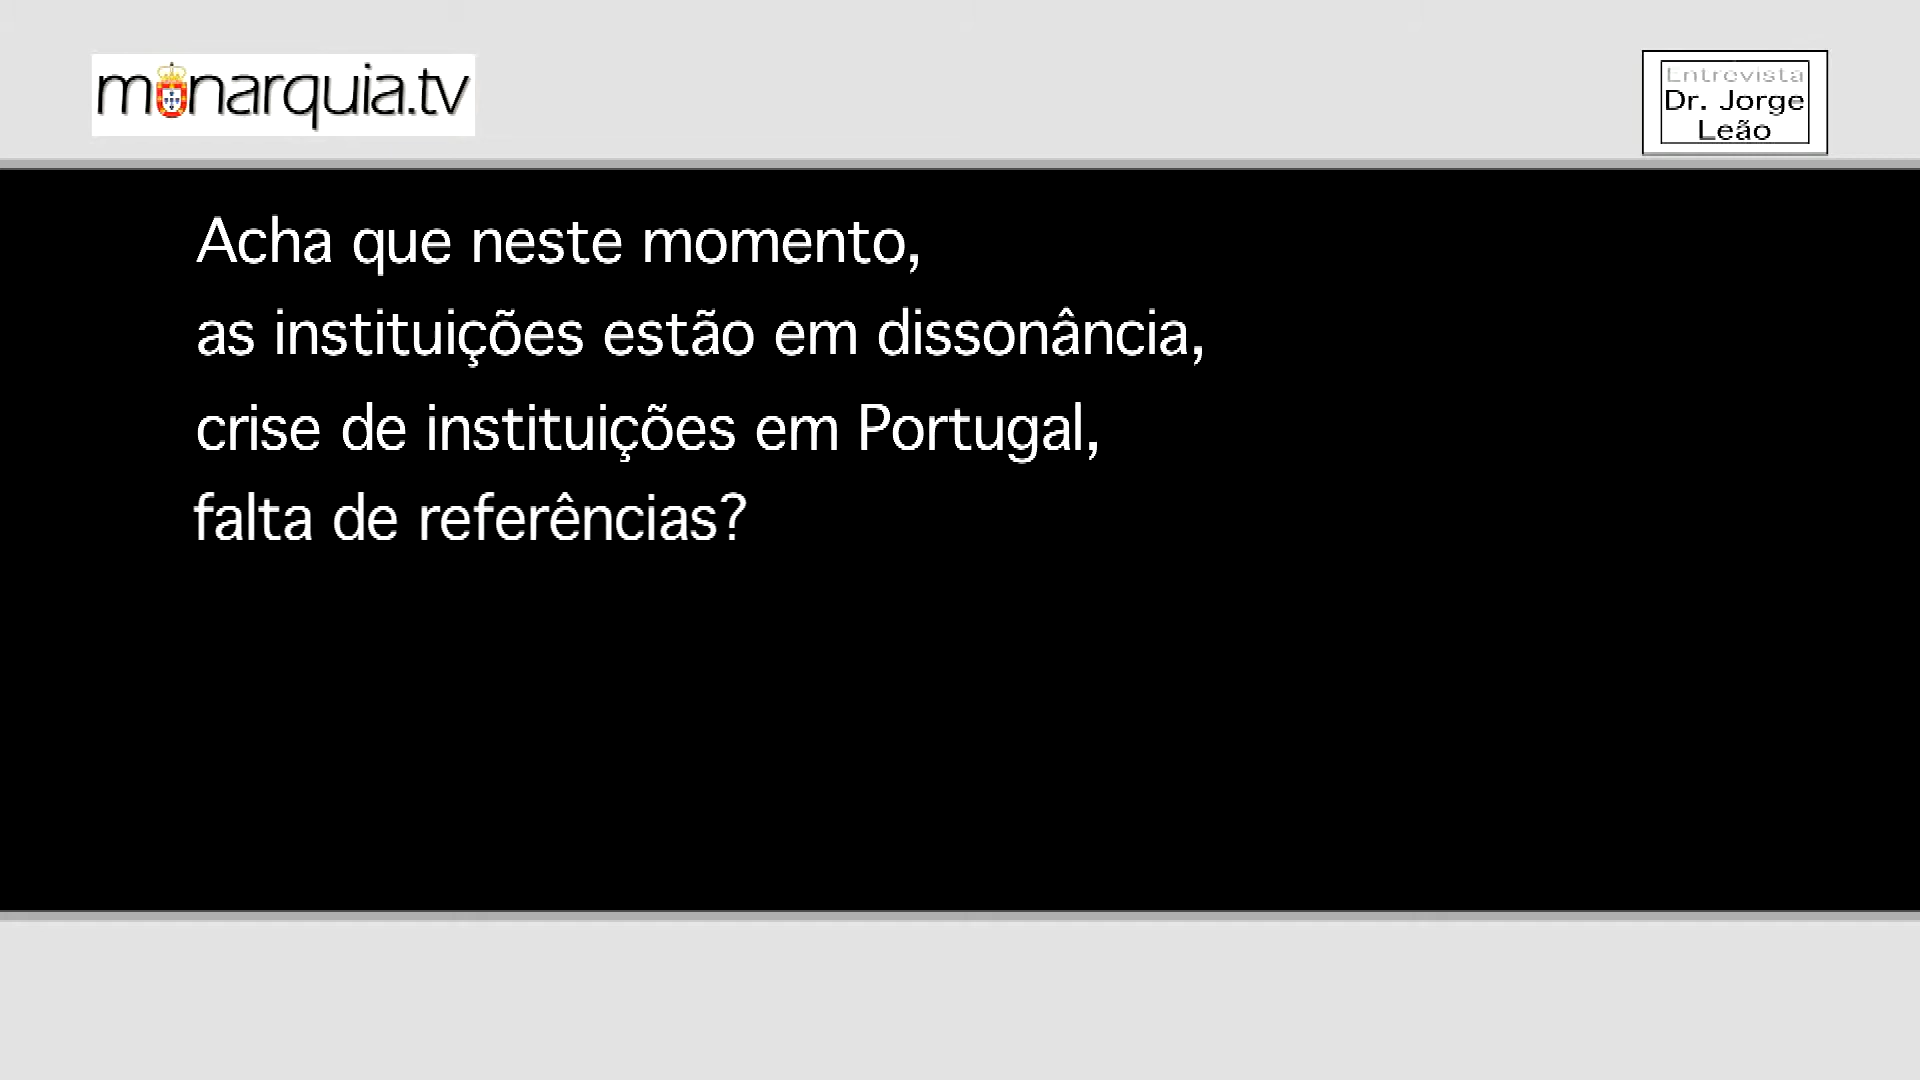 monarquia.tv
Entrevista
Dr. Jorge
Leão
Acha que neste momento,
as instituições estão em dissonância,
crise de instituições em Portugal,
falta de referências?